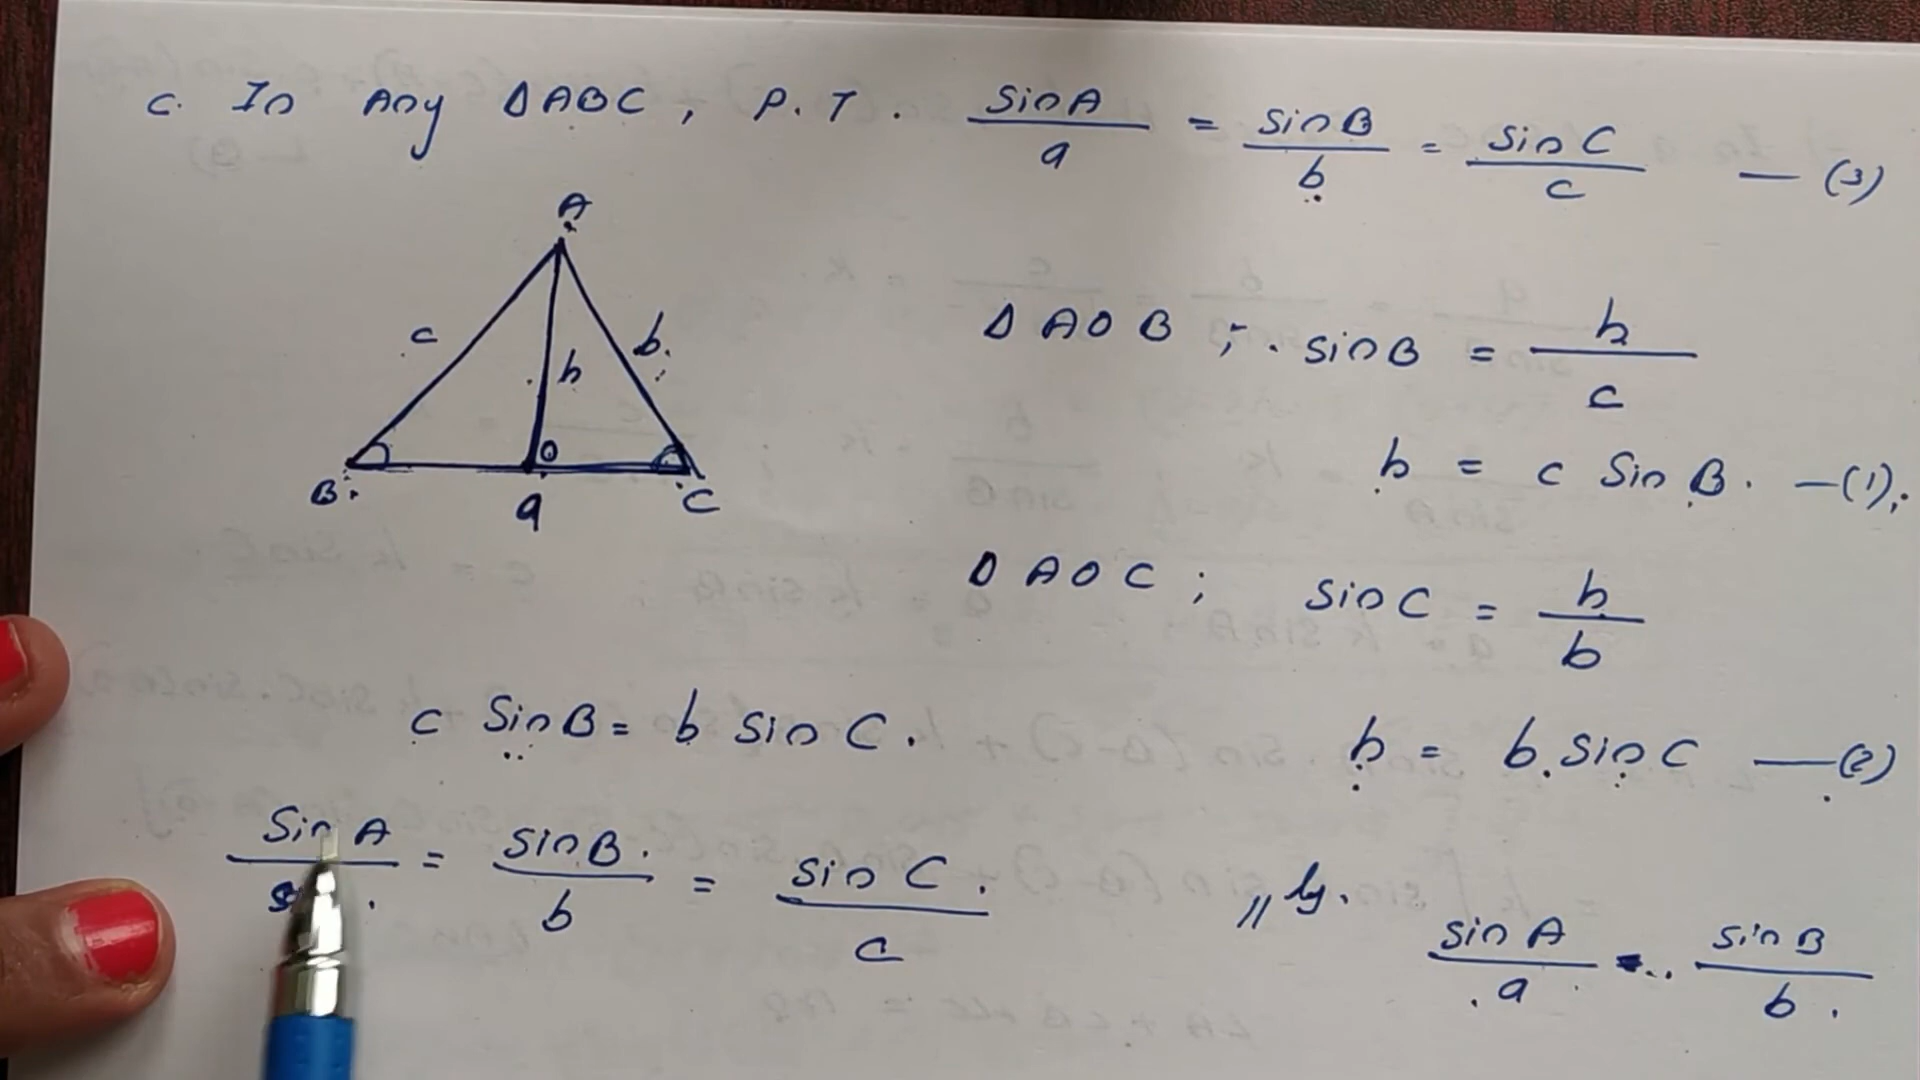 c. In Any ΔABC, P.T. sinA/a = sinB/b = sinC/c — (3)
A
c
h
b
B
O
C
a
ΔAOB ; sinB = h/c
h = c SinB. —(1)
ΔAOC ; sinC = h/b
h = b.sinC —(2)
c SinB = b sinC.
SinA/ = sinB/b = sinC/c
///ly. sinA/a = sinB/b